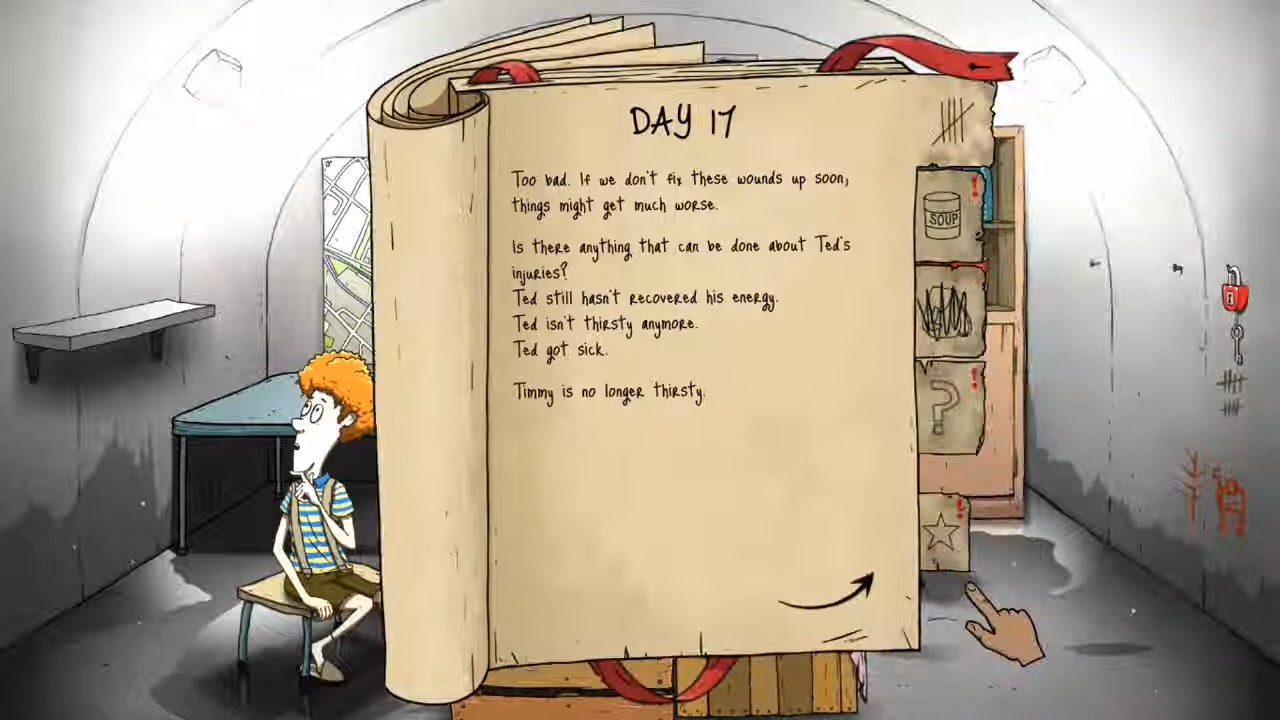 DAY 17
Too bad. If we don't fix these wounds up soon,
things might get much worse.
Is there anything that can be done about Ted's
injuries?
Ted still hasn't recovered his energy.
Ted isn't thirsty anymore.
Ted got sick.
Timmy is no longer thirsty.
SOUP
!
!
?
!